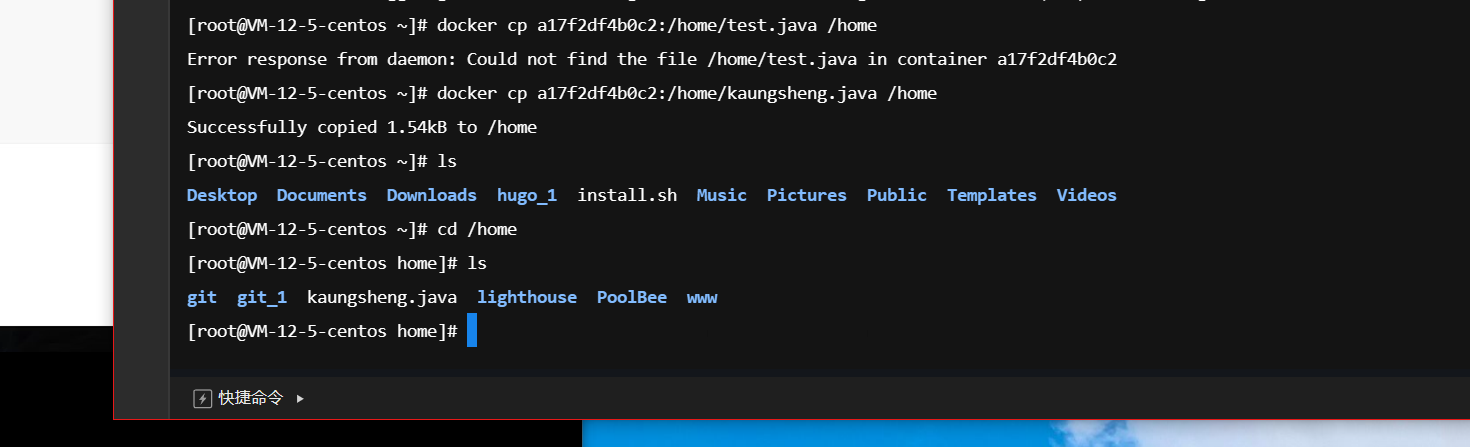 [root@VM-12-5-centos ~]# docker cp a17f2df4b0c2:/home/test.java /home
Error response from daemon: Could not find the file /home/test.java in container a17f2df4b0c2
[root@VM-12-5-centos ~]# docker cp a17f2df4b0c2:/home/kaungsheng.java /home
Successfully copied 1.54kB to /home
[root@VM-12-5-centos ~]# ls
Desktop  Documents  Downloads  hugo_1  install.sh  Music  Pictures  Public  Templates  Videos
[root@VM-12-5-centos ~]# cd /home
[root@VM-12-5-centos home]# ls
git  git_1  kaungsheng.java  lighthouse  PoolBee  www
[root@VM-12-5-centos home]#
快捷命令